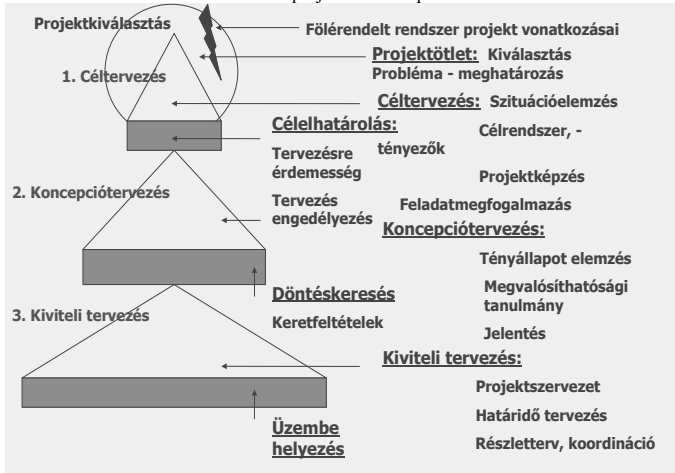 Projektkiválasztás
Fölérendelt rendszer projekt vonatkozásai
Projektötlet: Kiválasztás
Probléma - meghatározás
1. Céltervezés
Céltervezés: Szituációelemzés
Célelhatárolás:
Célrendszer, -
tényezők
Tervezésre
érdemesség
Projektképzés
2. Koncepciótervezés
Tervezés
engedélyezés
Feladatmegfogalmazás
Koncepciótervezés:
Tényállapot elemzés
Döntéskeresés
Megvalósíthatósági
tanulmány
3. Kiviteli tervezés
Keretfeltételek
Jelentés
Kiviteli tervezés:
Projektszervezet
Határidő tervezés
Üzembe
helyezés
Részletterv, koordináció